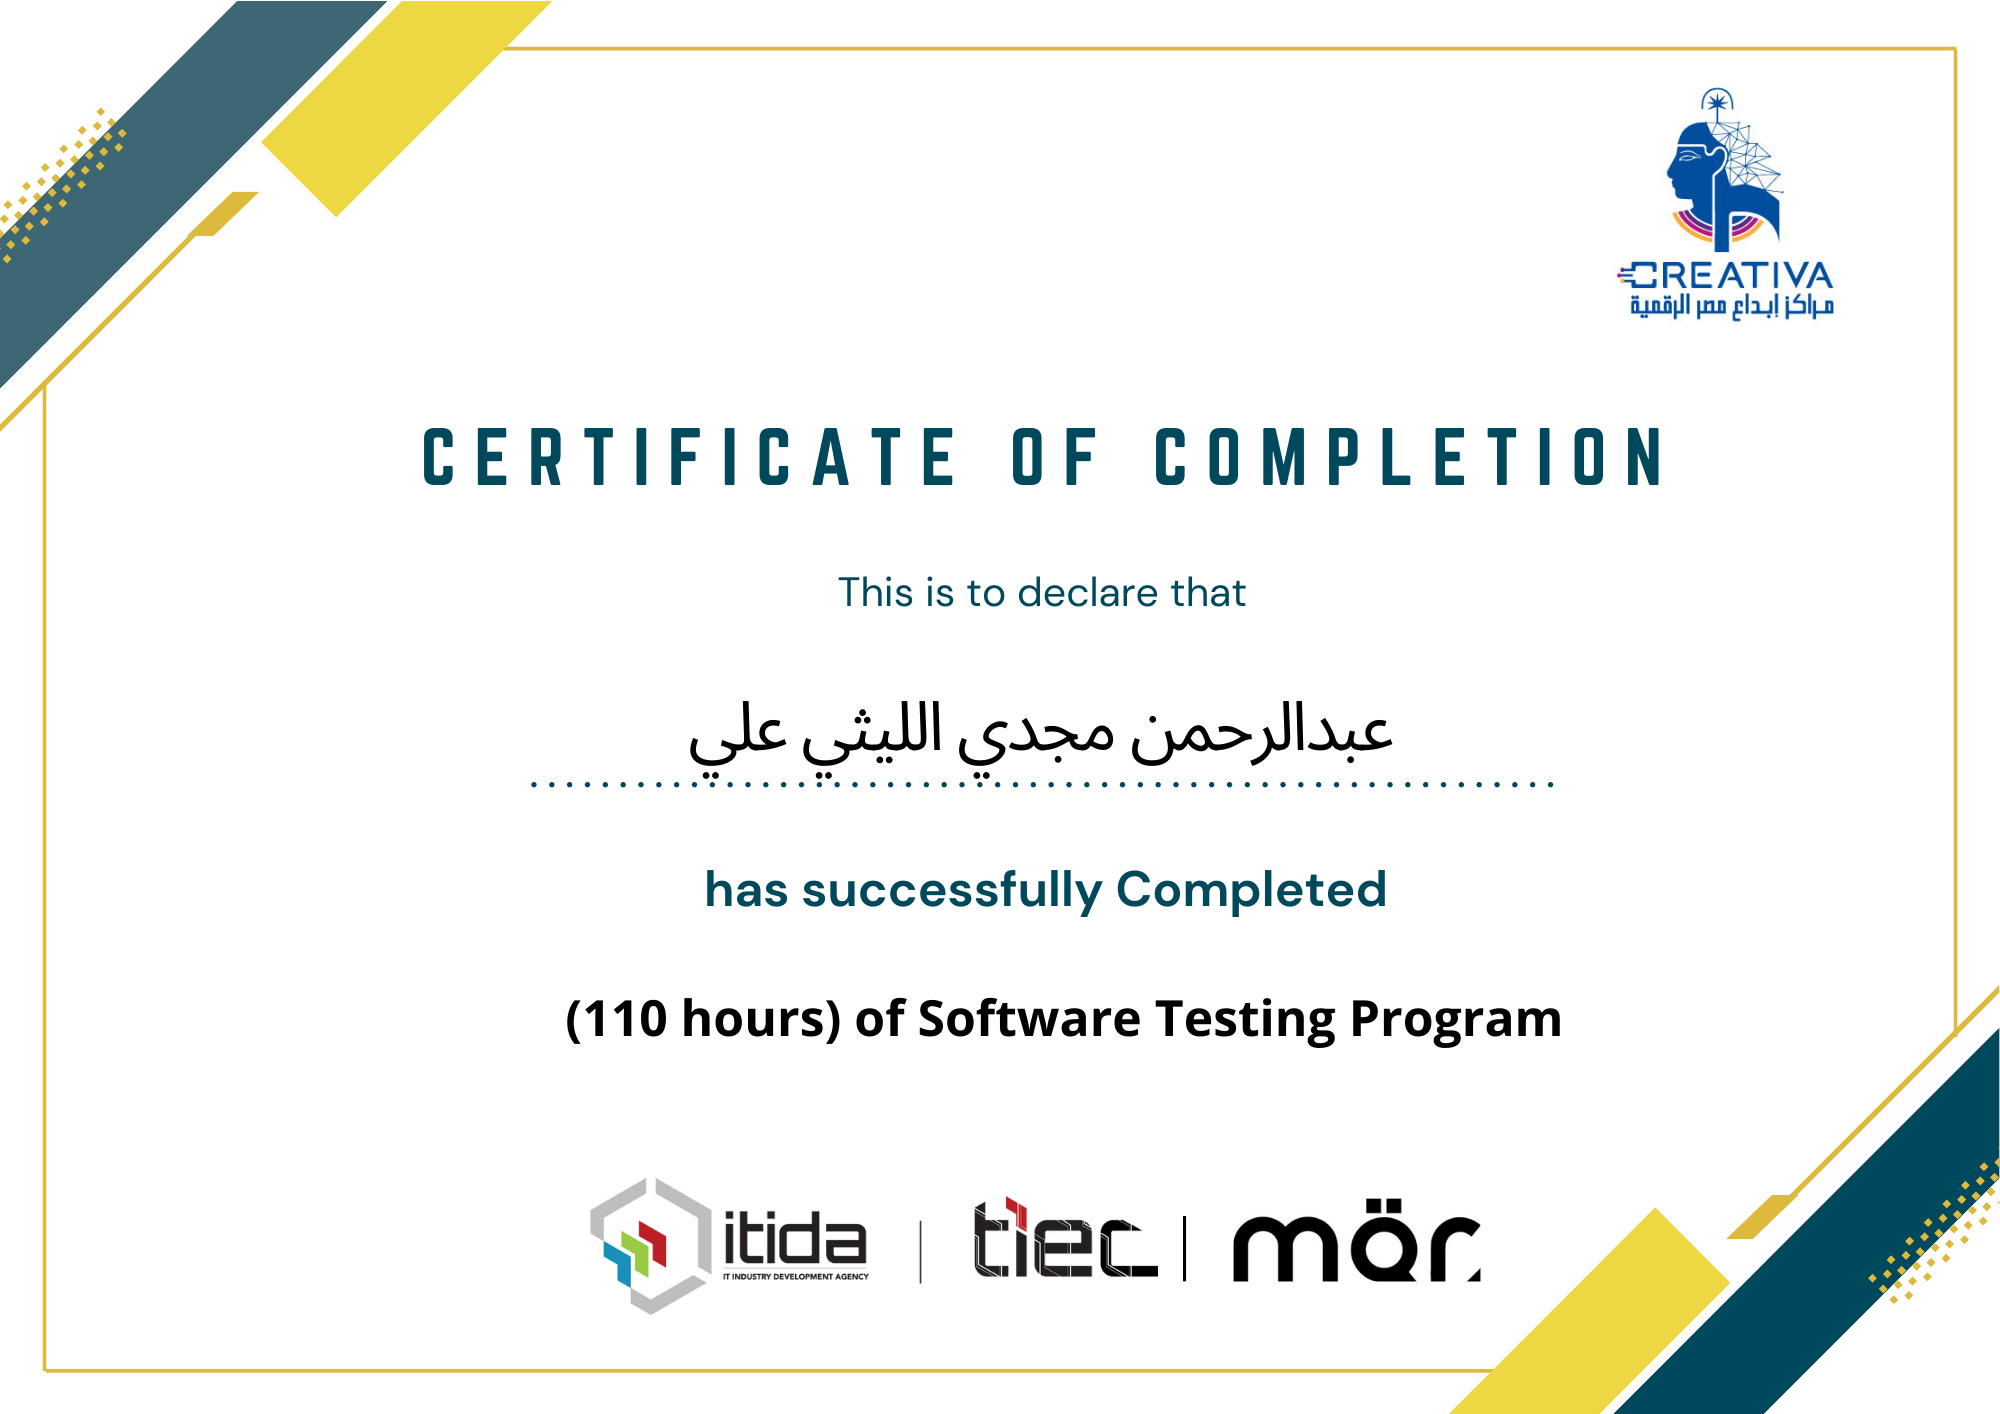 CREATIVA
مراكز إبداع مصر الرقمية
CERTIFICATE OF COMPLETION
This is to declare that
عبدالرحمن مجدي الليثي علي
has successfully Completed
(110 hours) of Software Testing Program
itida
IT INDUSTRY DEVELOPMENT AGENCY
tiec
mör